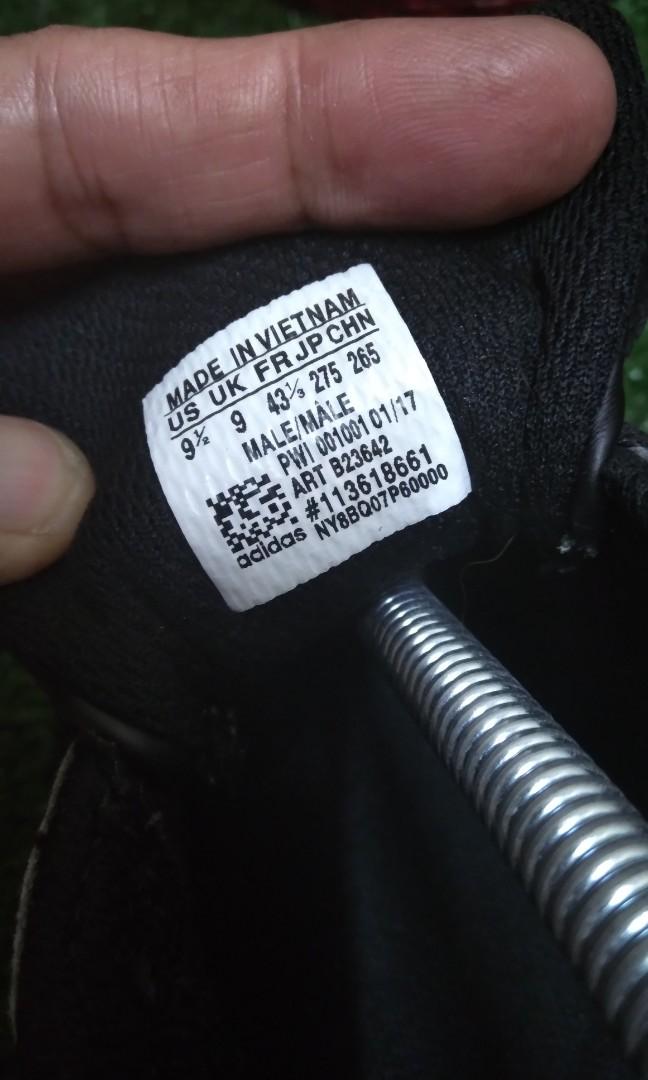 MADE IN VIETNAM
US UK FR JP CHN
9½ 9 43⅓ 275 265
MALE/MÂLE
PWI 001001 01/17
ART B23642
#113618661
adidas NY8BQ07P60000